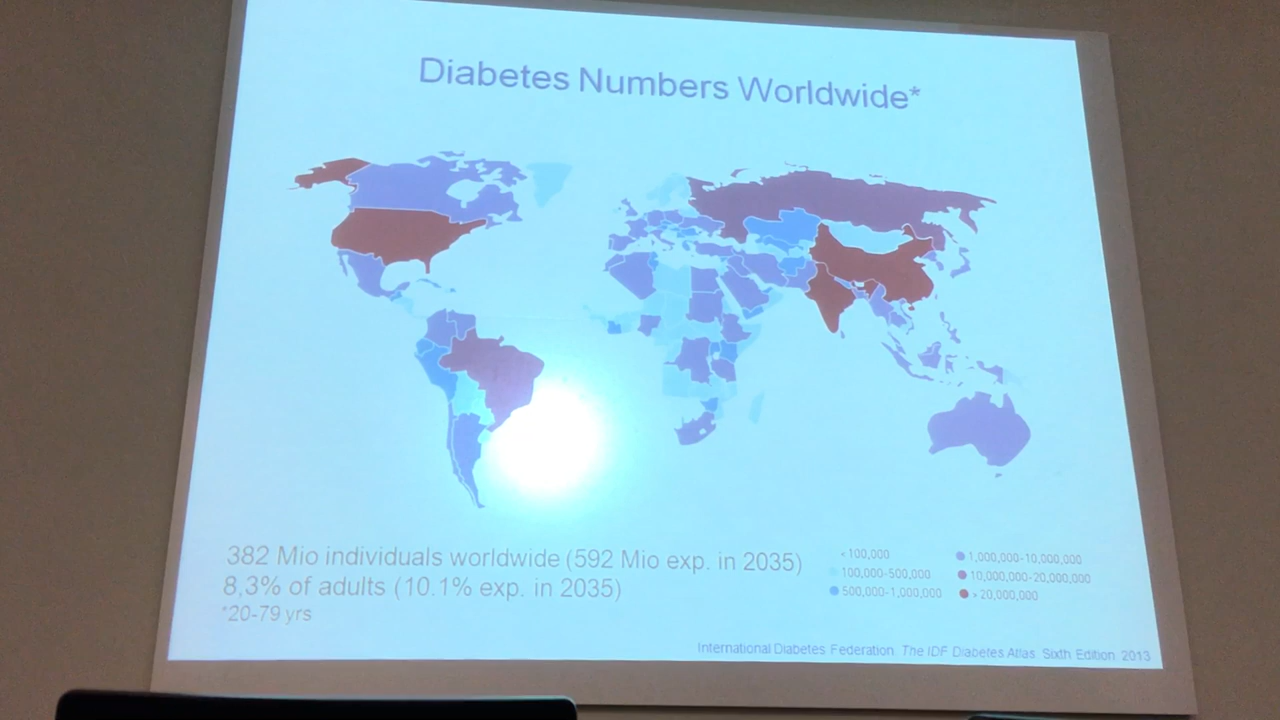 Diabetes Numbers Worldwide*
382 Mio individuals worldwide (592 Mio exp. in 2035)
8,3% of adults (10.1% exp. in 2035)
*20-79 yrs
<100,000
100,000-500,000
500,000-1,000,000
1,000,000-10,000,000
10,000,000-20,000,000
>20,000,000
International Diabetes Federation. The IDF Diabetes Atlas. Sixth Edition. 2013